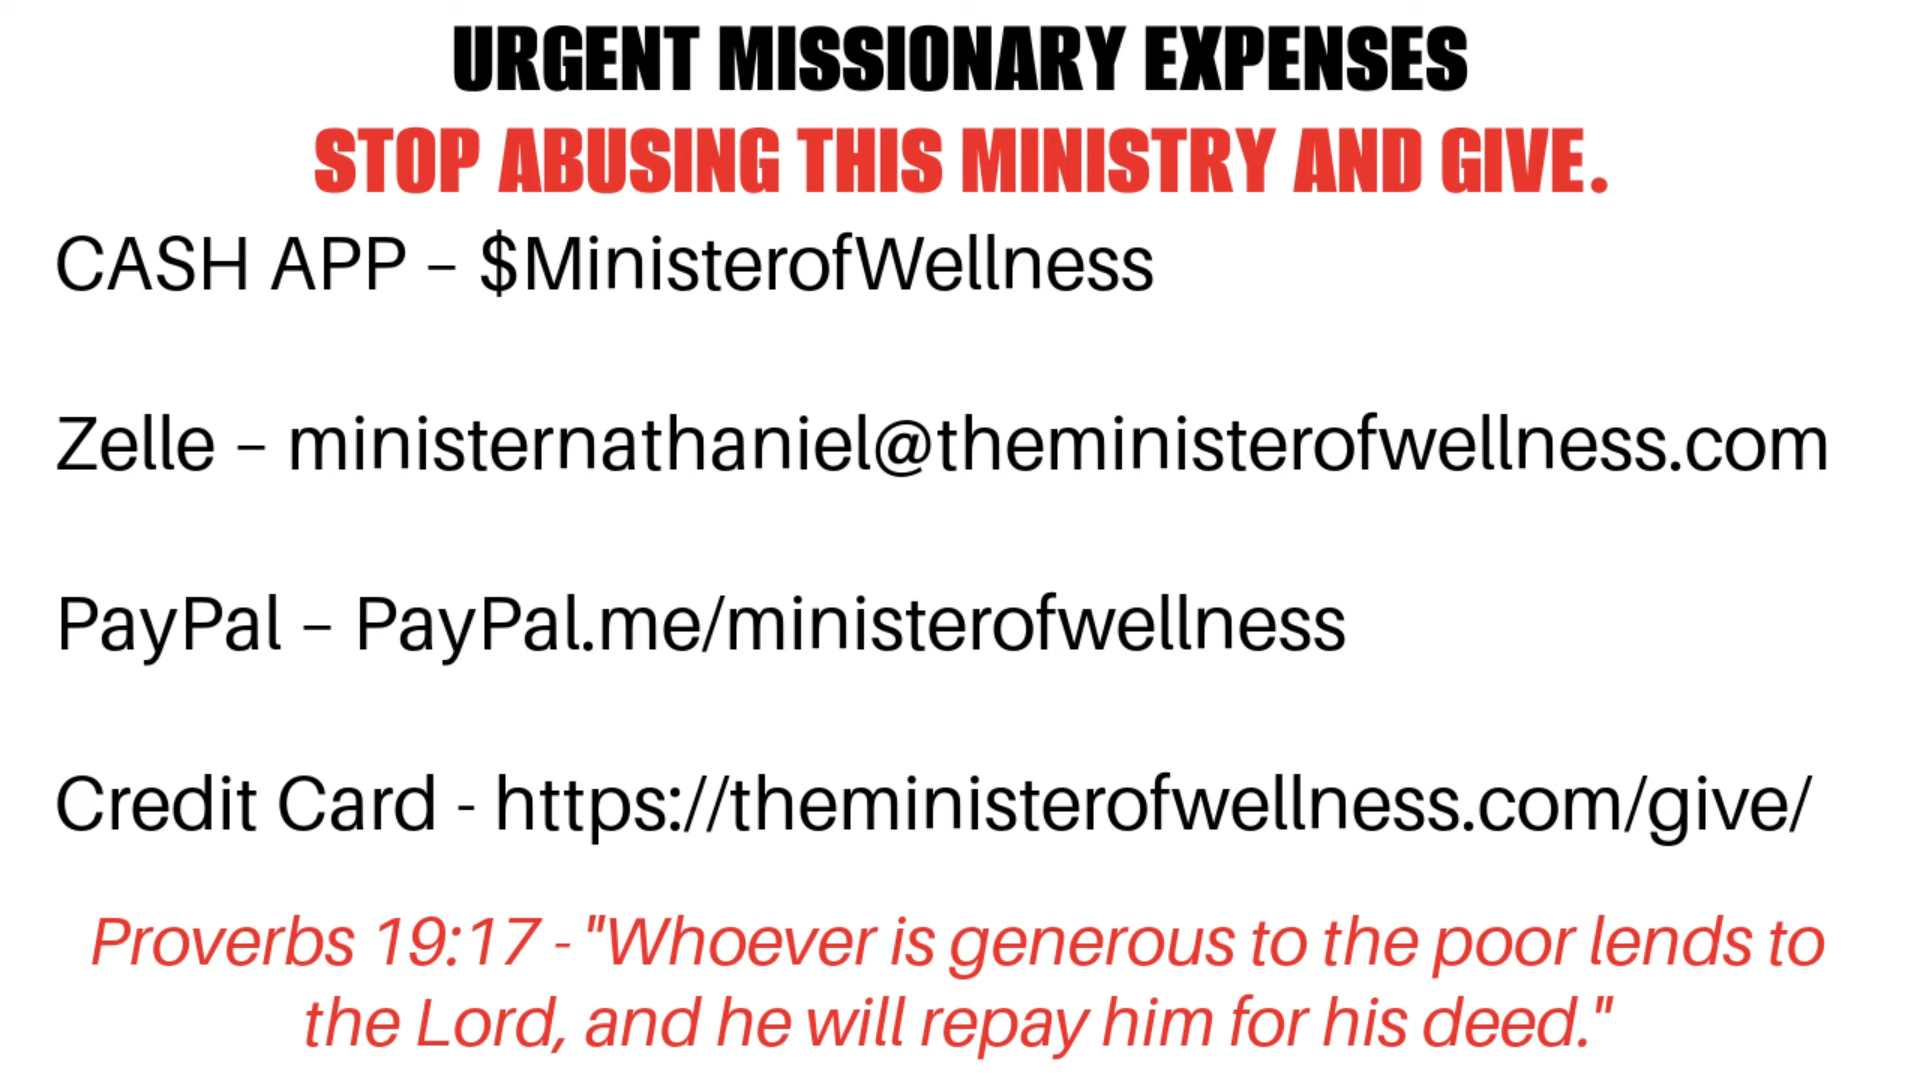 URGENT MISSIONARY EXPENSES
STOP ABUSING THIS MINISTRY AND GIVE.
CASH APP – $MinisterofWellness
Zelle – ministernathaniel@theministerofwellness.com
PayPal – PayPal.me/ministerofwellness
Credit Card - https://theministerofwellness.com/give/
Proverbs 19:17 - "Whoever is generous to the poor lends to
the Lord, and he will repay him for his deed."